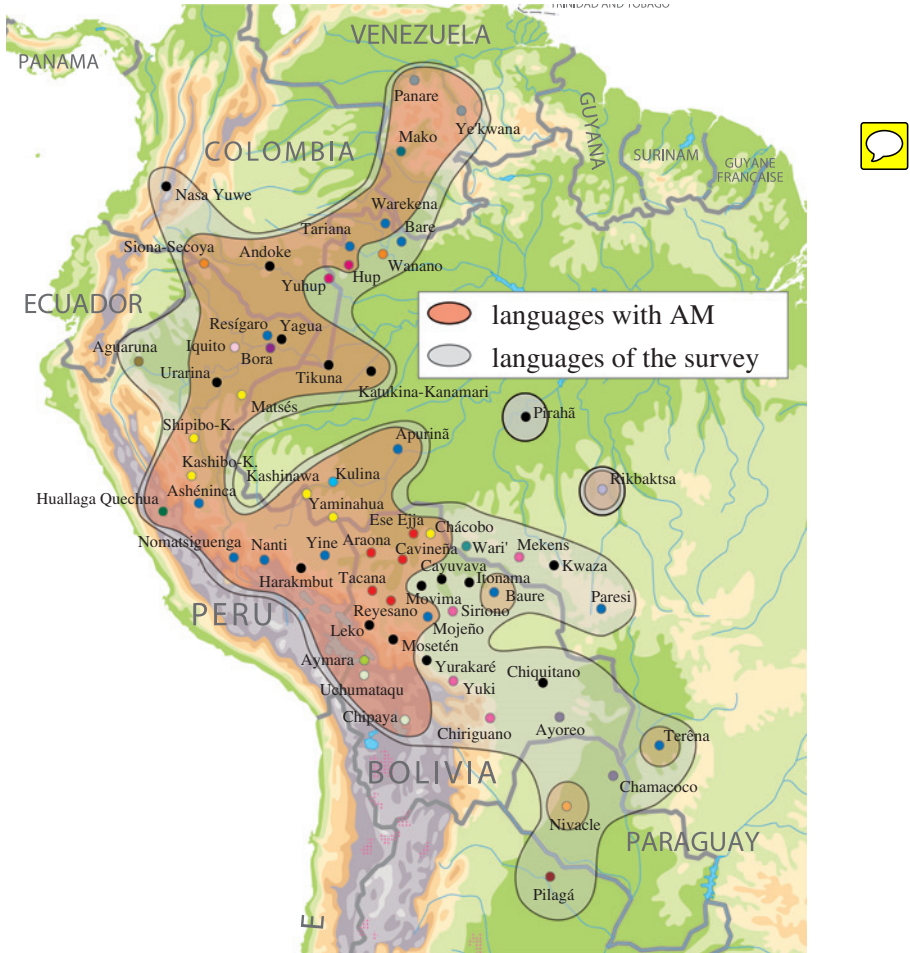 TRINIDAD AND TOBAGO
VENEZUELA
PANAMA
Panare
Ye'kwana
GUYANA
Mako
COLOMBIA
SURINAM
GUYANE
FRANÇAISE
Nasa Yuwe
Warekena
Tariana
Bare
Siona-Secoya
Andoke
Wanano
Hup
Yuhup
ECUADOR
languages with AM
Resígaro
Yagua
Iquito
Bora
Aguaruna
languages of the survey
Urarina
Tikuna
Katukina-Kanamari
Matsés
Pirahã
Shipibo-K.
Apurinã
Kashibo-K.
Kashinawa
Kulina
Rikbaktsa
Huallaga Quechua
Ashéninca
Yaminahua
Ese Ejja
Chácobo
Nomatsiguenga
Nanti
Yine
Araona
Cavineña
Wari'
Mekens
Harakmbut
Cayuvava
Kwaza
Tacana
Itonama
Movima
Baure
Paresi
PERU
Reyesano
Siriono
Leko
Mojeño
Mosetén
Aymara
Yurakaré
Chiquitano
Uchumataqu
Yuki
Chipaya
Chiriguano
Ayoreo
Terêna
BOLIVIA
Chamacoco
Nivacle
PARAGUAY
Pilagá
E